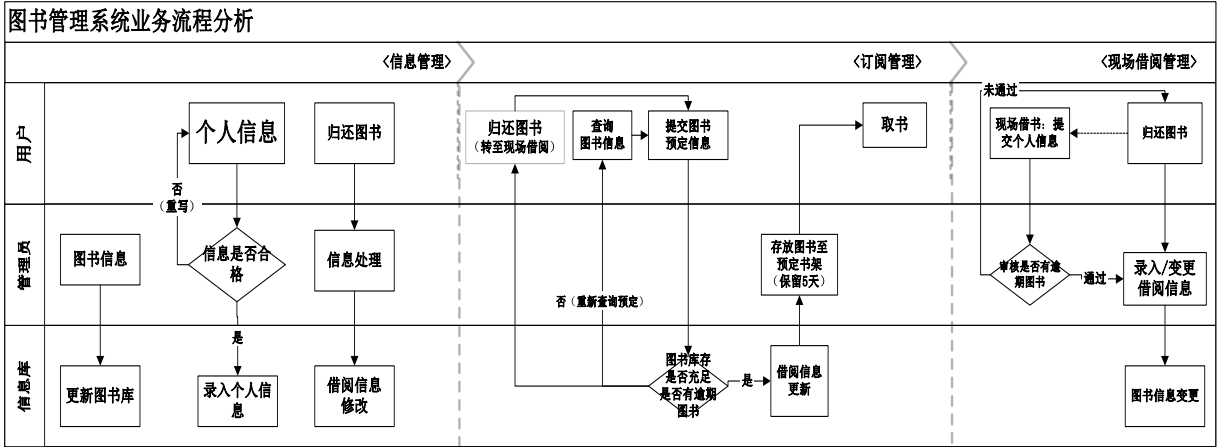 图书管理系统业务流程分析
〈信息管理〉
〈订阅管理〉
〈现场借阅管理〉
用户
个人信息
归还图书
归还图书
（转至现场借阅）
查询
图书信息
提交图书
预定信息
取书
未通过
现场借书：提
交个人信息
归还图书
否
（重写）
管理员
图书信息
信息是否合
格
信息处理
否（重新查询预定）
存放图书至
预定书架
（保留5天）
审核是否有逾
期图书
通过
录入/变更
借阅信息
是
信息库
更新图书库
录入个人信
息
借阅信息
修改
图书库存
是否充足
是否有逾期
图书
是
借阅信息
更新
图书信息变更